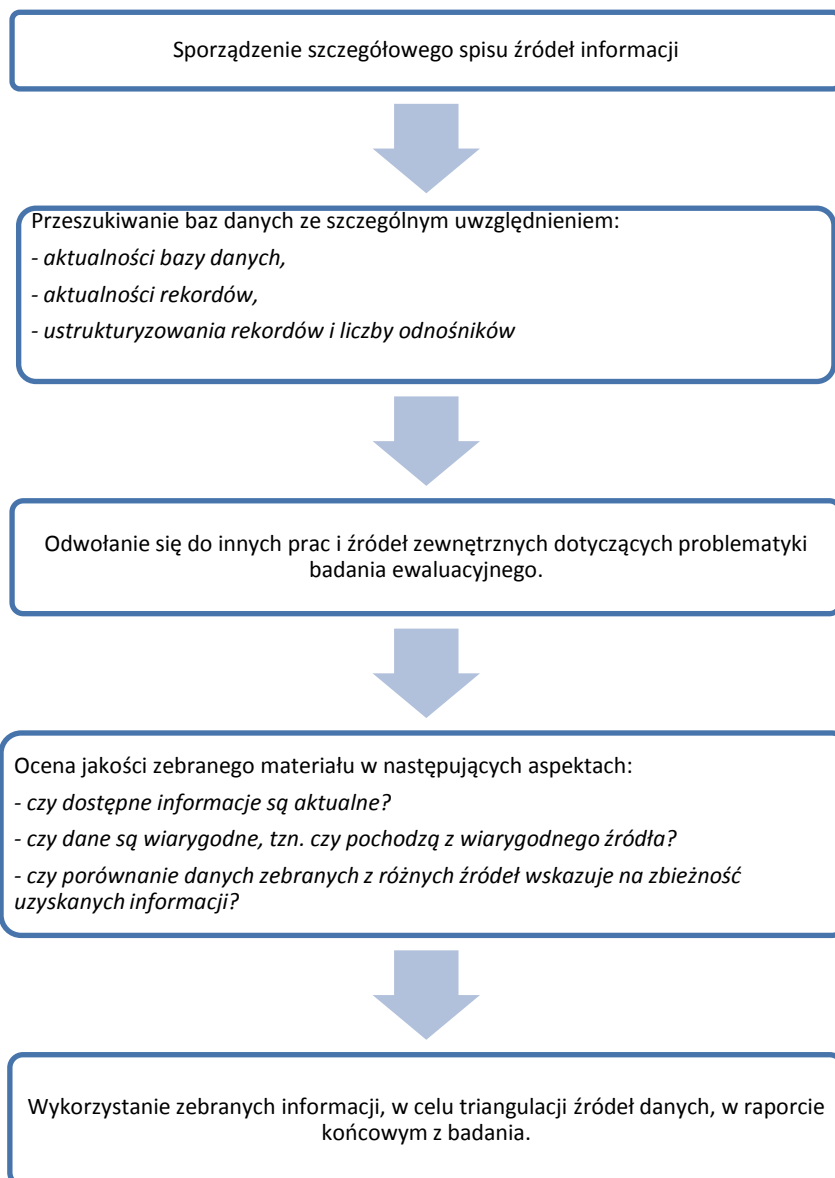 Sporządzenie szczegółowego spisu źródeł informacji
Przeszukiwanie baz danych ze szczególnym uwzględnieniem:
- aktualności bazy danych,
- aktualności rekordów,
- ustrukturyzowania rekordów i liczby odnośników
Odwołanie się do innych prac i źródeł zewnętrznych dotyczących problematyki
badania ewaluacyjnego.
Ocena jakości zebranego materiału w następujących aspektach:
- czy dostępne informacje są aktualne?
- czy dane są wiarygodne, tzn. czy pochodzą z wiarygodnego źródła?
- czy porównanie danych zebranych z różnych źródeł wskazuje na zbieżność
uzyskanych informacji?
Wykorzystanie zebranych informacji, w celu triangulacji źródeł danych, w raporcie
końcowym z badania.